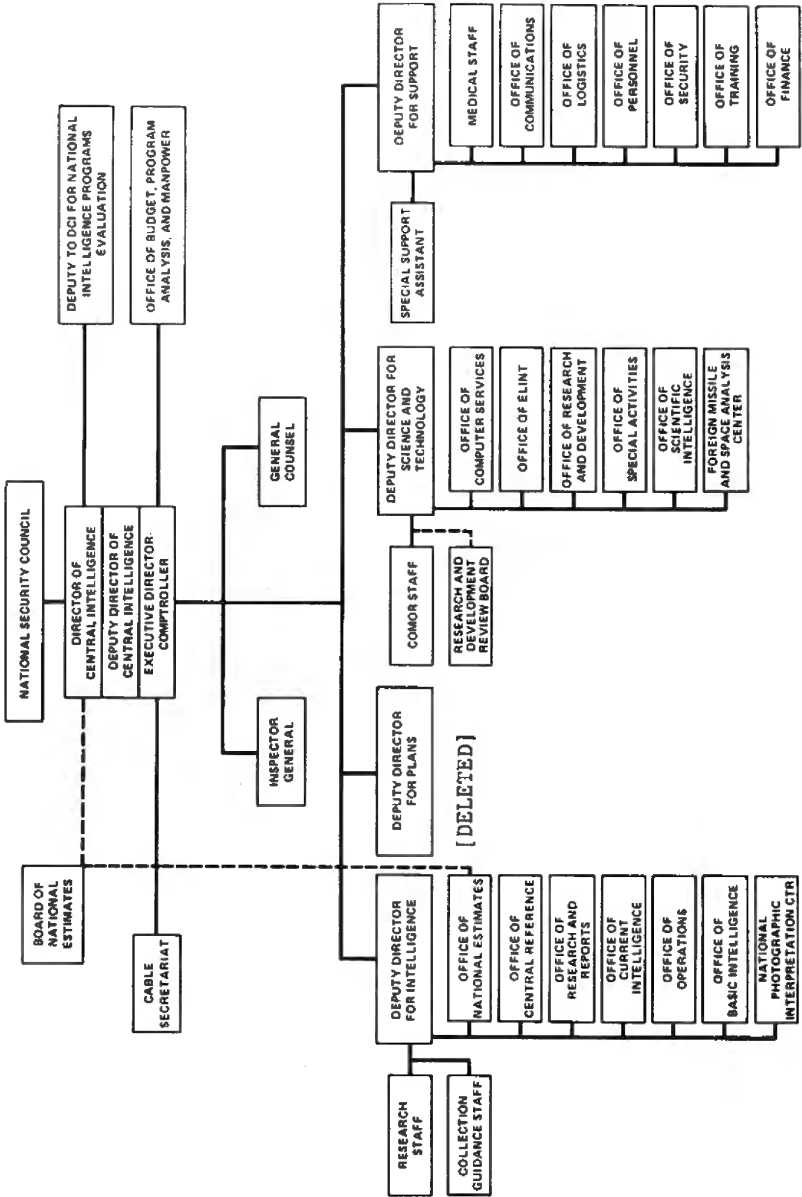 NATIONAL SECURITY COUNCIL
DIRECTOR OF
CENTRAL INTELLIGENCE
DEPUTY DIRECTOR OF
CENTRAL INTELLIGENCE
EXECUTIVE DIRECTOR-
COMPTROLLER
DEPUTY TO DCI FOR NATIONAL
INTELLIGENCE PROGRAMS
EVALUATION
OFFICE OF BUDGET, PROGRAM
ANALYSIS, AND MANPOWER
BOARD OF
NATIONAL
ESTIMATES
CABLE
SECRETARIAT
INSPECTOR
GENERAL
GENERAL
COUNSEL
DEPUTY DIRECTOR
FOR INTELLIGENCE
RESEARCH
STAFF
COLLECTION
GUIDANCE STAFF
OFFICE OF
NATIONAL ESTIMATES
OFFICE OF
CENTRAL REFERENCE
OFFICE OF
RESEARCH AND
REPORTS
OFFICE OF
CURRENT
INTELLIGENCE
OFFICE OF
OPERATIONS
OFFICE OF
BASIC INTELLIGENCE
NATIONAL
PHOTOGRAPHIC
INTERPRETATION CTR
DEPUTY DIRECTOR
FOR PLANS
[DELETED]
DEPUTY DIRECTOR FOR
SCIENCE AND
TECHNOLOGY
COMOR STAFF
RESEARCH AND
DEVELOPMENT
REVIEW BOARD
OFFICE OF
COMPUTER SERVICES
OFFICE OF ELINT
OFFICE OF RESEARCH
AND DEVELOPMENT
OFFICE OF
SPECIAL ACTIVITIES
OFFICE OF
SCIENTIFIC
INTELLIGENCE
FOREIGN MISSILE
AND SPACE ANALYSIS
CENTER
DEPUTY DIRECTOR
FOR SUPPORT
SPECIAL SUPPORT
ASSISTANT
MEDICAL STAFF
OFFICE OF
COMMUNICATIONS
OFFICE OF
LOGISTICS
OFFICE OF
PERSONNEL
OFFICE OF
SECURITY
OFFICE OF
TRAINING
OFFICE OF
FINANCE